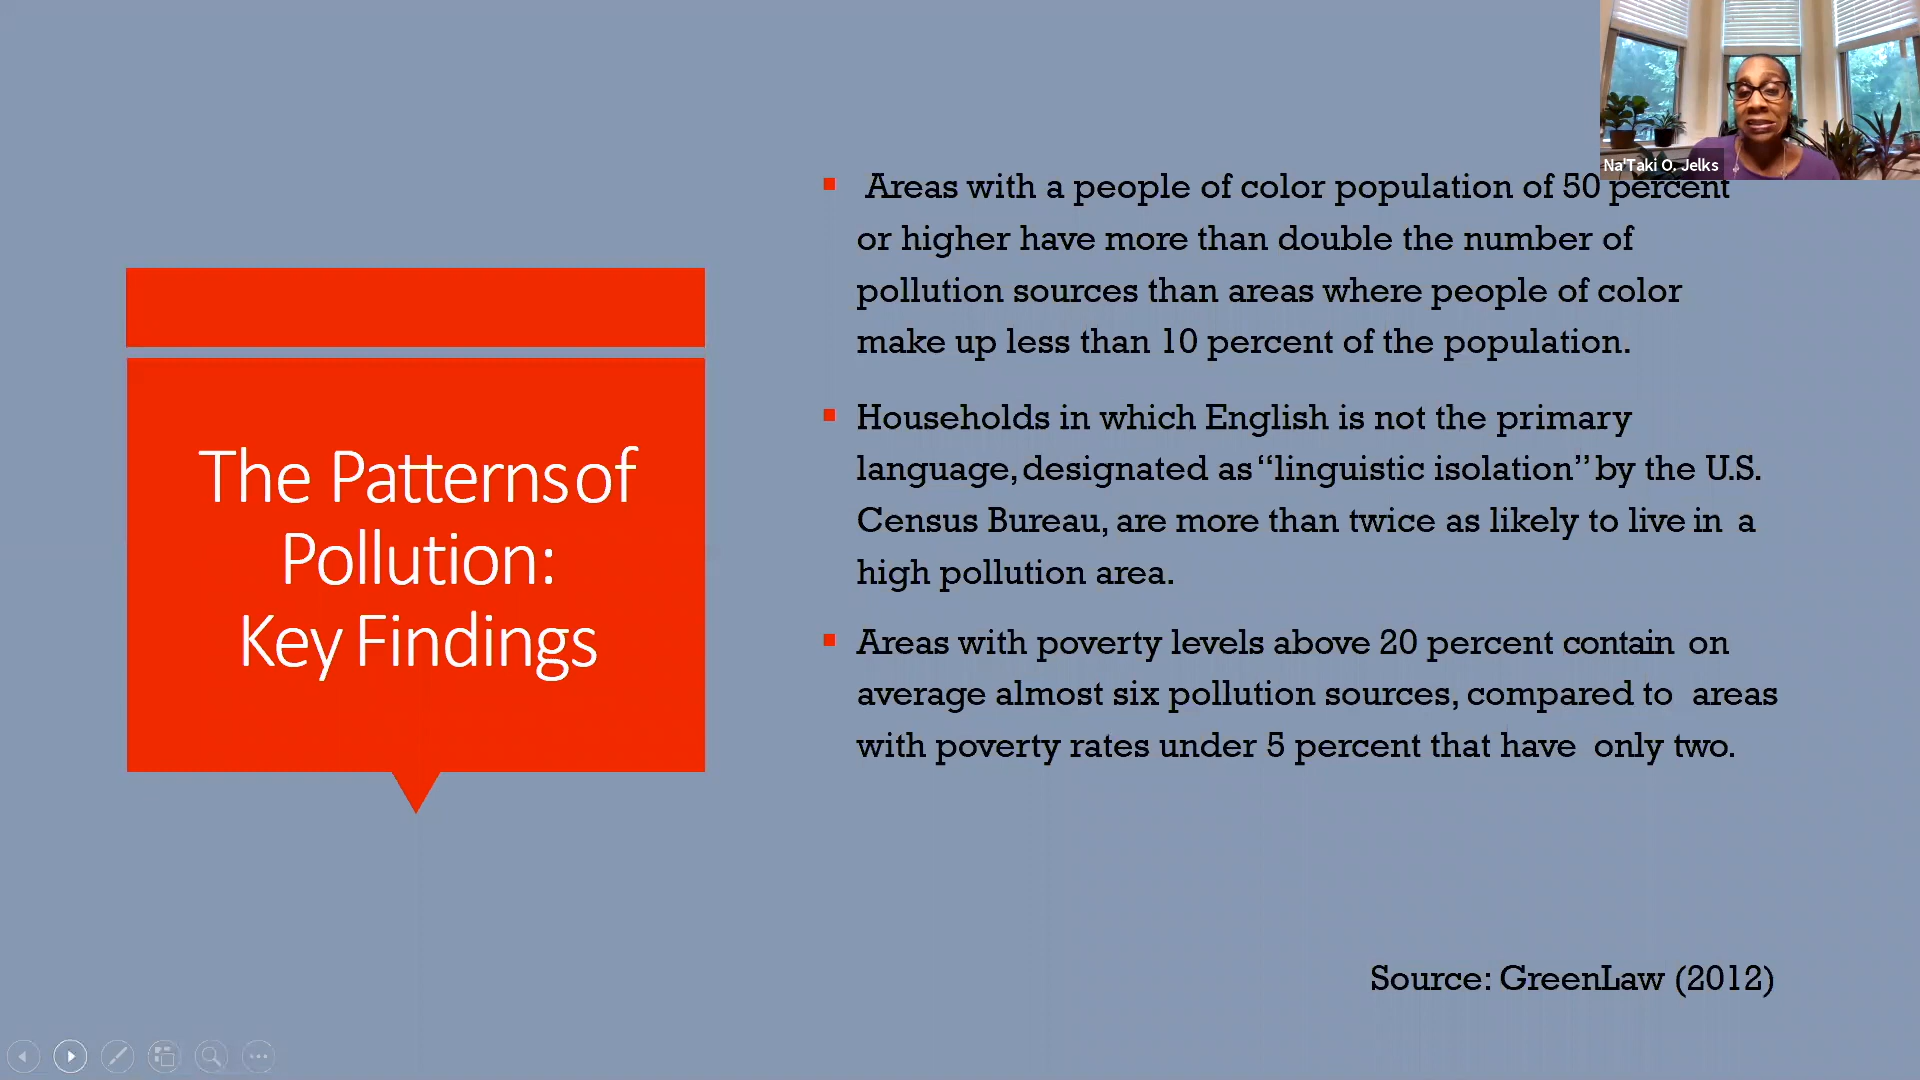 Na'Taki O. Jelks
The Patterns of
Pollution:
Key Findings
Areas with a people of color population of 50 percent
or higher have more than double the number of
pollution sources than areas where people of color
make up less than 10 percent of the population.
Households in which English is not the primary
language, designated as “linguistic isolation” by the U.S.
Census Bureau, are more than twice as likely to live in a
high pollution area.
Areas with poverty levels above 20 percent contain on
average almost six pollution sources, compared to areas
with poverty rates under 5 percent that have only two.
Source: GreenLaw (2012)